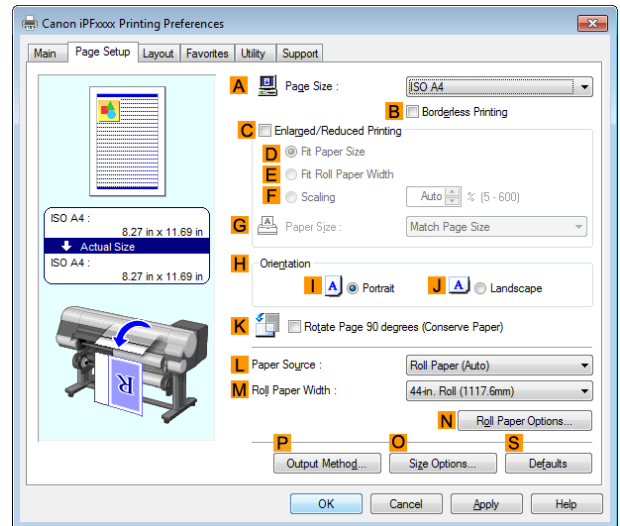 Canon iPFxxxx Printing Preferences
Main Page Setup Layout Favorites Utility Support
A Page Size : ISO A4
B Borderless Printing
C Enlarged/Reduced Printing
D Fit Paper Size
E Fit Roll Paper Width
F Scaling Auto % (5 - 600)
G A Paper Size : Match Page Size
ISO A4 :
8.27 in x 11.69 in
Actual Size
ISO A4 :
8.27 in x 11.69 in
H Orientation
I A Portrait J A Landscape
K Rotate Page 90 degrees (Conserve Paper)
R
L Paper Source : Roll Paper (Auto)
M Roll Paper Width : 44-in. Roll (1117.6mm)
N Roll Paper Options...
P O S
Output Method... Size Options... Defaults
OK Cancel Apply Help